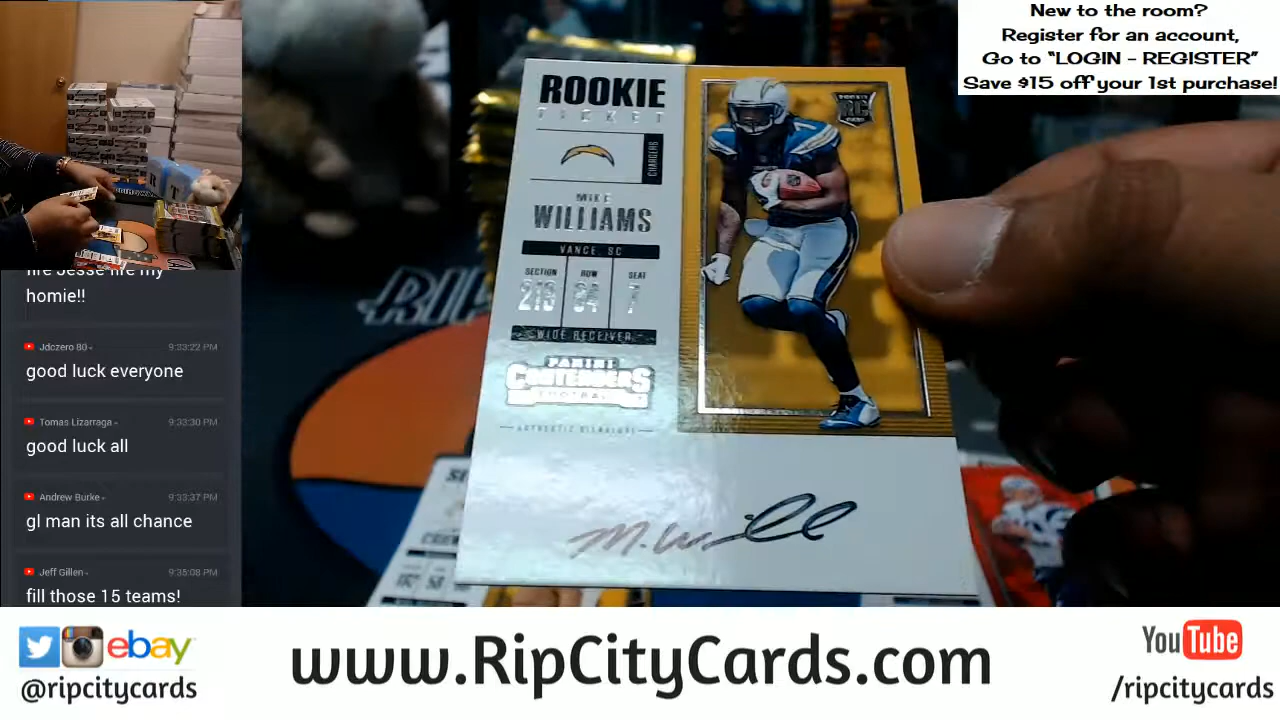 New to the room?
Register for an account,
Go to "LOGIN - REGISTER"
Save $15 off your 1st purchase!
ROOKIE
TICKET
CHARGERS
MIKE
WILLIAMS
VANCE, SC
SECTION ROW SEAT
219 84 7
WIDE RECEIVER
PANINI
CONTENDERS
FOOTBALL
AUTHENTIC SIGNATURE
M. Will
RC
homie!!
Jdczero 80 9:33:22 PM
good luck everyone
Tomas Lizarraga 9:33:30 PM
good luck all
Andrew Burke 9:33:37 PM
gl man its all chance
Jeff Gillen 9:35:08 PM
fill those 15 teams!
ebay
@ripcitycards
www.RipCityCards.com
YouTube
/ripcitycards